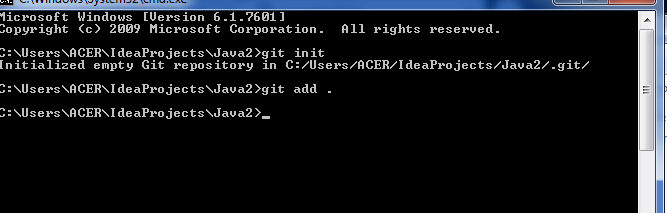 C:\Windows\System32\cmd.exe
Microsoft Windows [Version 6.1.7601]
Copyright (c) 2009 Microsoft Corporation.  All rights reserved.
C:\Users\ACER\IdeaProjects\Java2>git init
Initialized empty Git repository in C:/Users/ACER/IdeaProjects/Java2/.git/
C:\Users\ACER\IdeaProjects\Java2>git add .
C:\Users\ACER\IdeaProjects\Java2>_